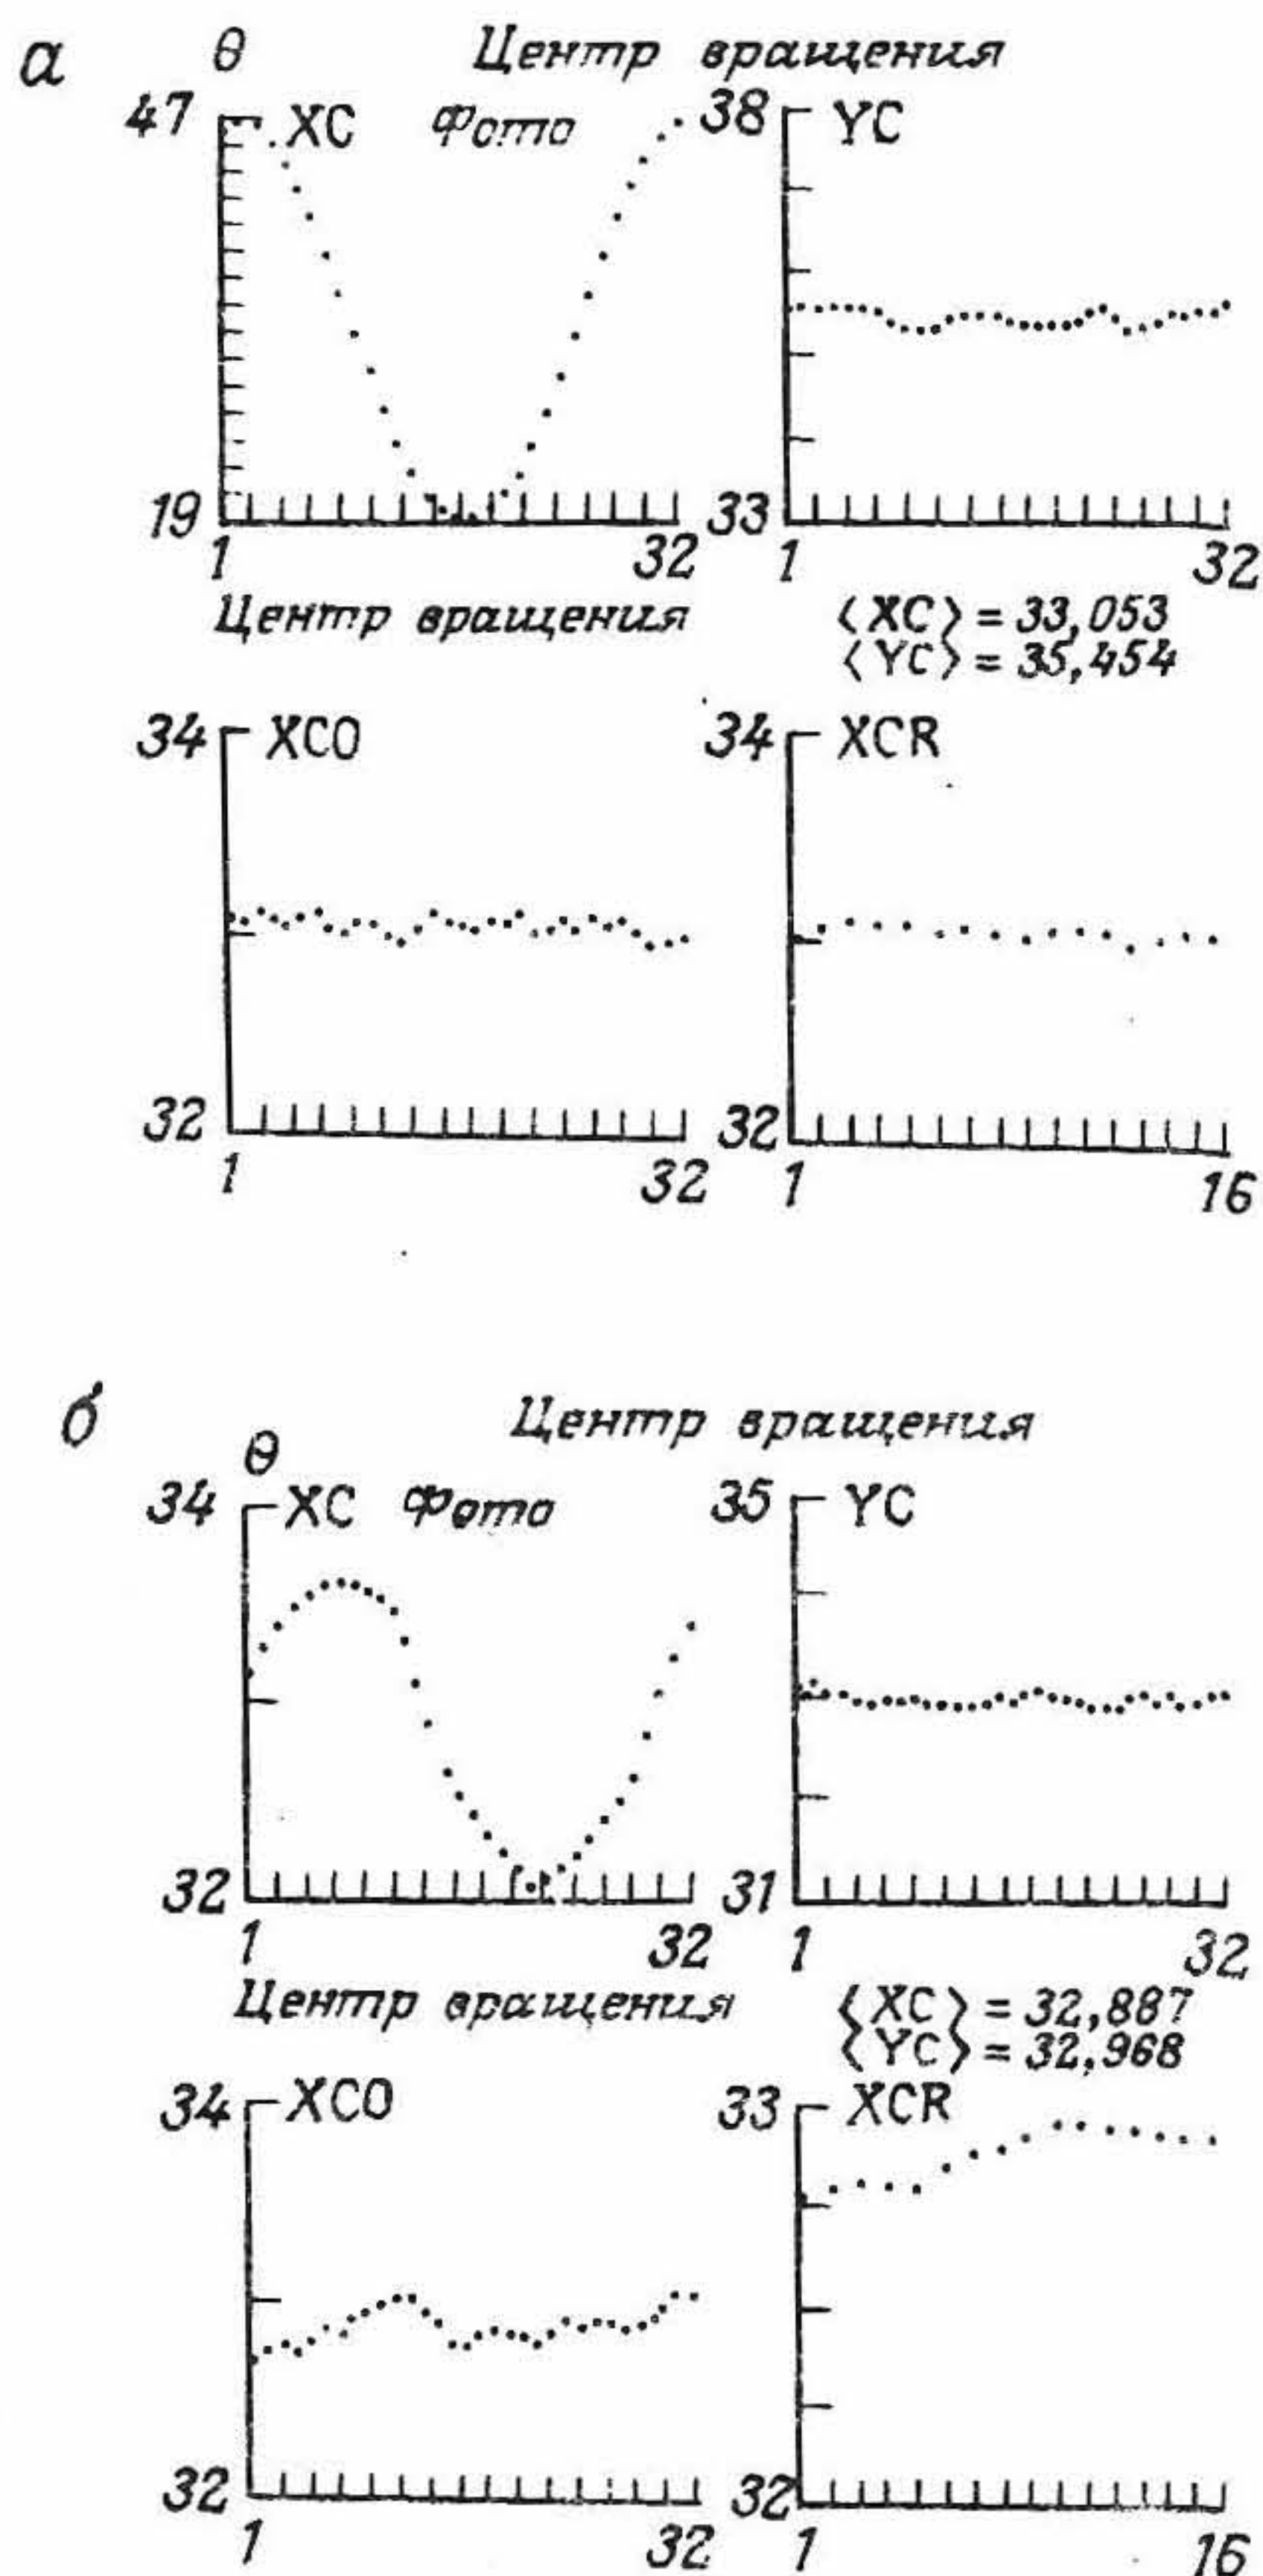 а θ Центр вращения
47 XC Фото 38 YC
19 33
1 32 1 32
Центр вращения ⟨XC⟩ = 33,053
⟨YC⟩ = 35,454
34 XCO 34 XCR
32 32
1 32 1 16
б Центр вращения
θ
34 XC Фото 35 YC
32 31
1 32 1 32
Центр вращения ⟨XC⟩ = 32,887
⟨YC⟩ = 32,968
34 XCO 33 XCR
32 32
1 32 1 16